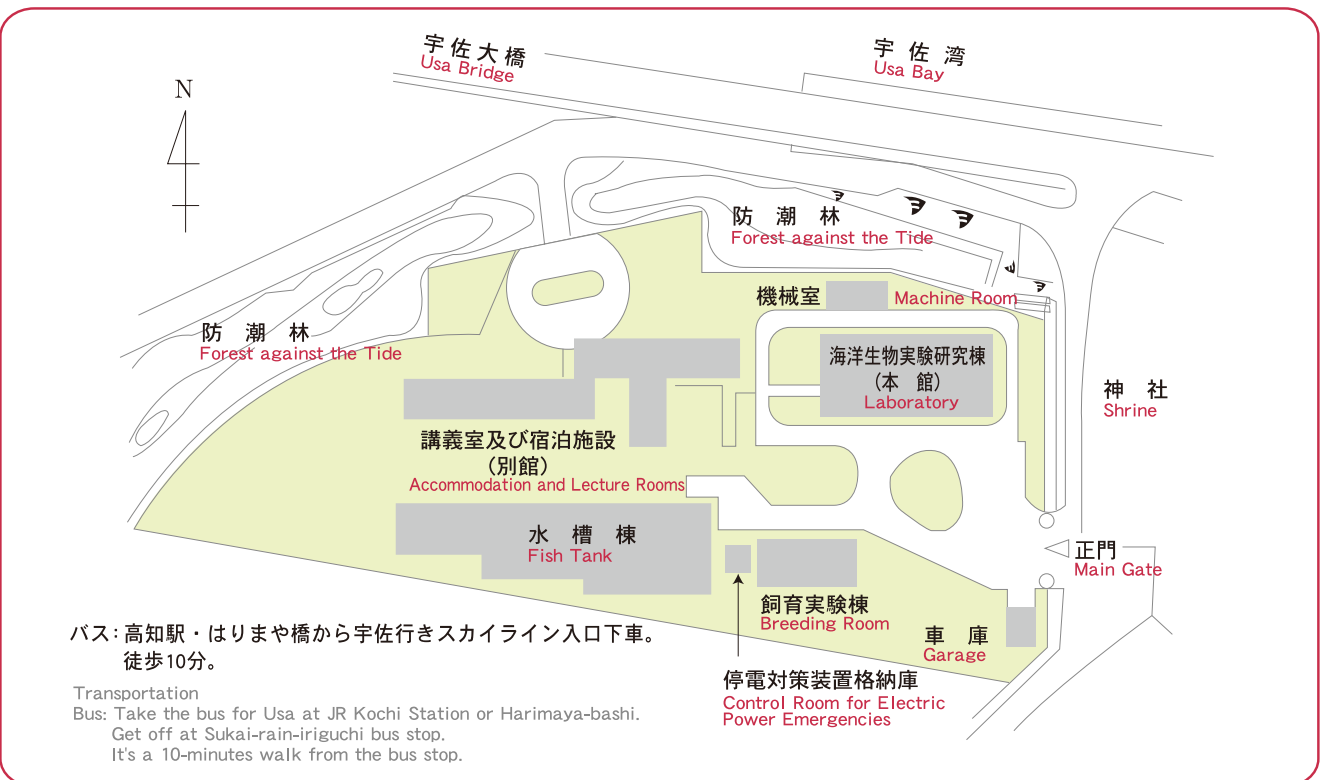 宇佐大橋
Usa Bridge
宇佐湾
Usa Bay
N
防潮林
Forest against the Tide
機械室
Machine Room
防潮林
Forest against the Tide
海洋生物実験研究棟
(本館)
Laboratory
神社
Shrine
講義室及び宿泊施設
(別館)
Accommodation and Lecture Rooms
水槽棟
Fish Tank
正門
Main Gate
飼育実験棟
Breeding Room
車庫
Garage
停電対策装置格納庫
Control Room for Electric
Power Emergencies
バス:高知駅・はりまや橋から宇佐行きスカイライン入口下車。
徒歩10分。
Transportation
Bus: Take the bus for Usa at JR Kochi Station or Harimaya-bashi.
Get off at Sukai-rain-iriguchi bus stop.
It's a 10-minutes walk from the bus stop.